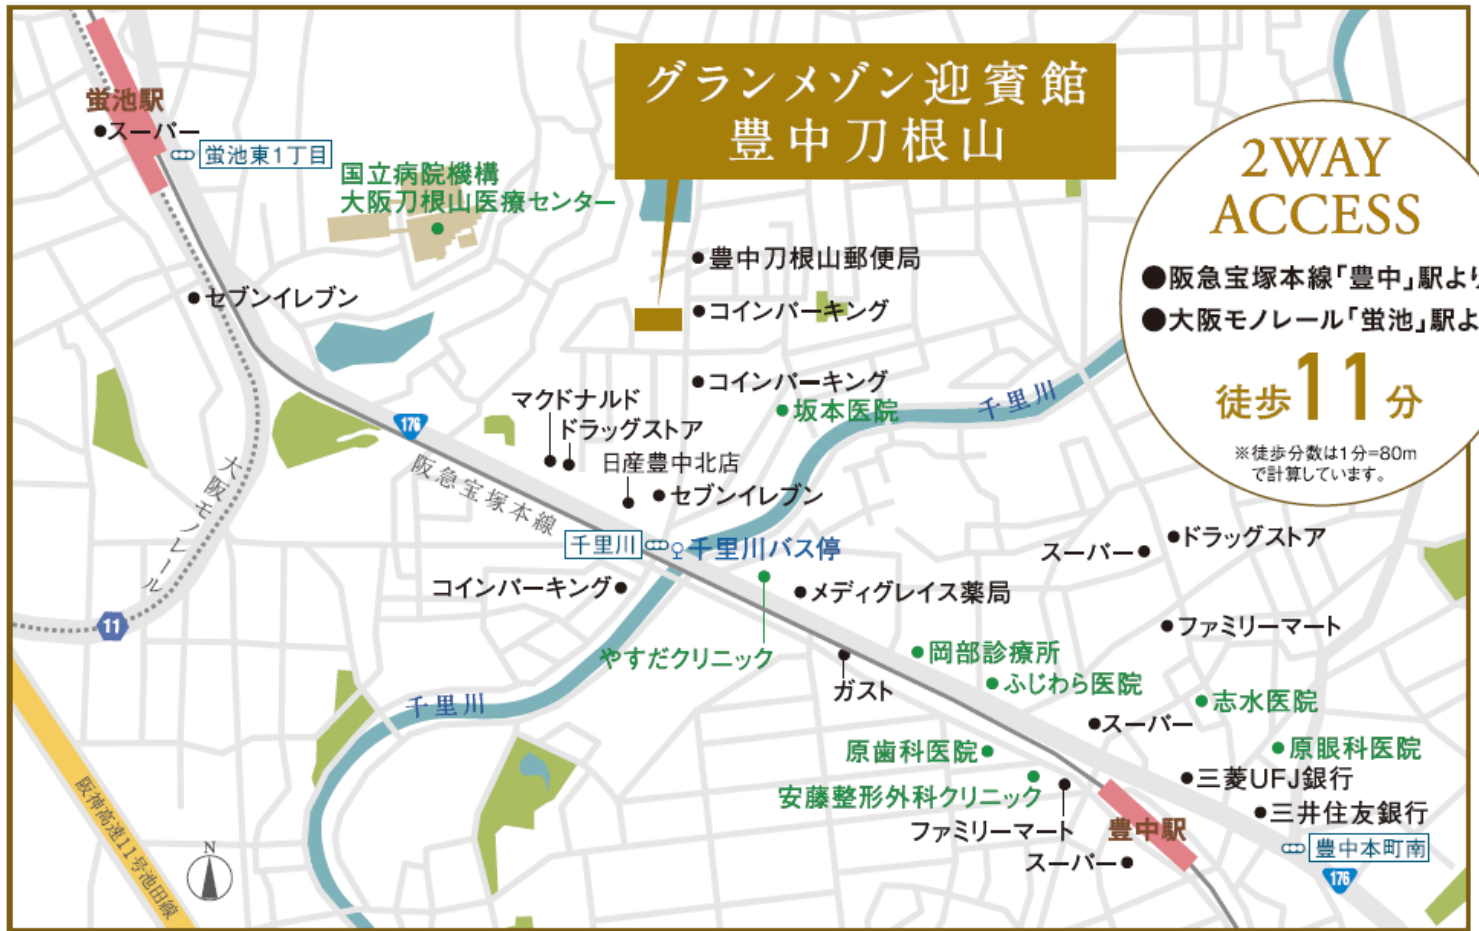 グランメゾン迎賓館
豊中刀根山
2WAY
ACCESS
●阪急宝塚本線「豊中」駅より
●大阪モノレール「蛍池」駅よ
徒歩11分
※徒歩分数は1分=80m
で計算しています。
蛍池駅
スーパー
蛍池東1丁目
国立病院機構
大阪刀根山医療センター
セブンイレブン
豊中刀根山郵便局
コインパーキング
コインパーキング
坂本医院
千里川
マクドナルド
ドラッグストア
日産豊中北店
セブンイレブン
176
阪急宝塚本線
大阪モノレール
千里川
千里川バス停
コインパーキング
メディグレイス薬局
やすだクリニック
ガスト
岡部診療所
ふじわら医院
スーパー
ドラッグストア
ファミリーマート
志水医院
スーパー
原眼科医院
三菱UFJ銀行
三井住友銀行
原歯科医院
安藤整形外科クリニック
ファミリーマート
豊中駅
スーパー
豊中本町南
176
11
千里川
阪神高速11号池田線
N